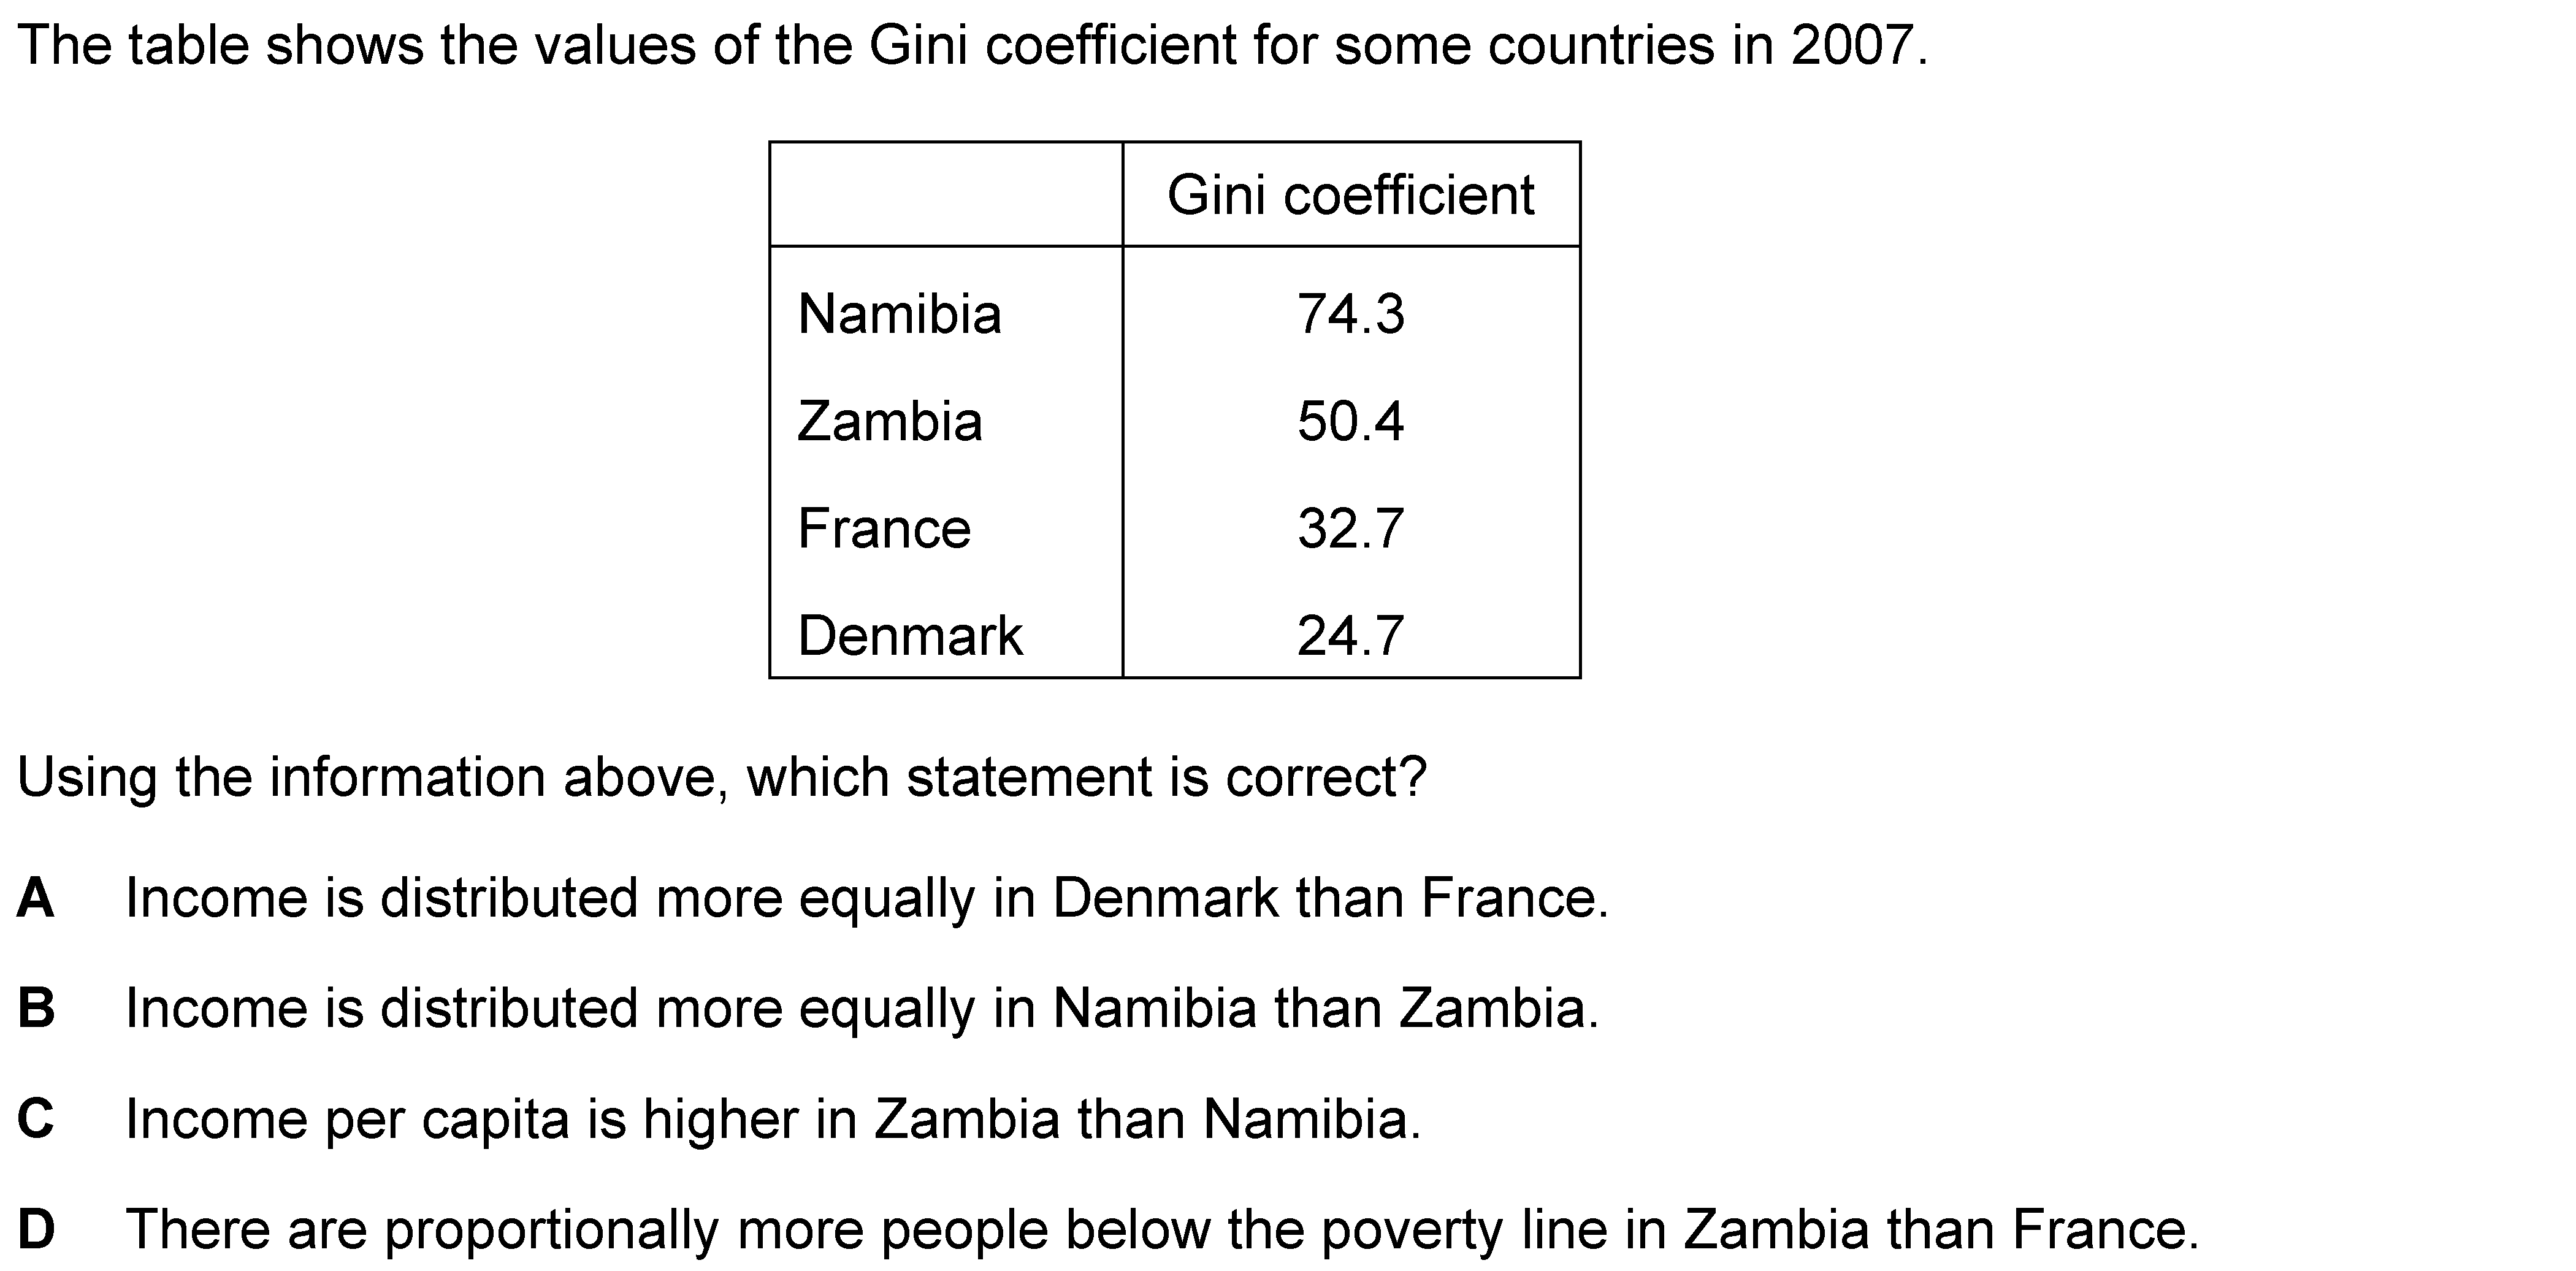 The table shows the values of the Gini coefficient for some countries in 2007.
Gini coefficient
Namibia 74.3
Zambia 50.4
France 32.7
Denmark 24.7
Using the information above, which statement is correct?
A Income is distributed more equally in Denmark than France.
B Income is distributed more equally in Namibia than Zambia.
C Income per capita is higher in Zambia than Namibia.
D There are proportionally more people below the poverty line in Zambia than France.